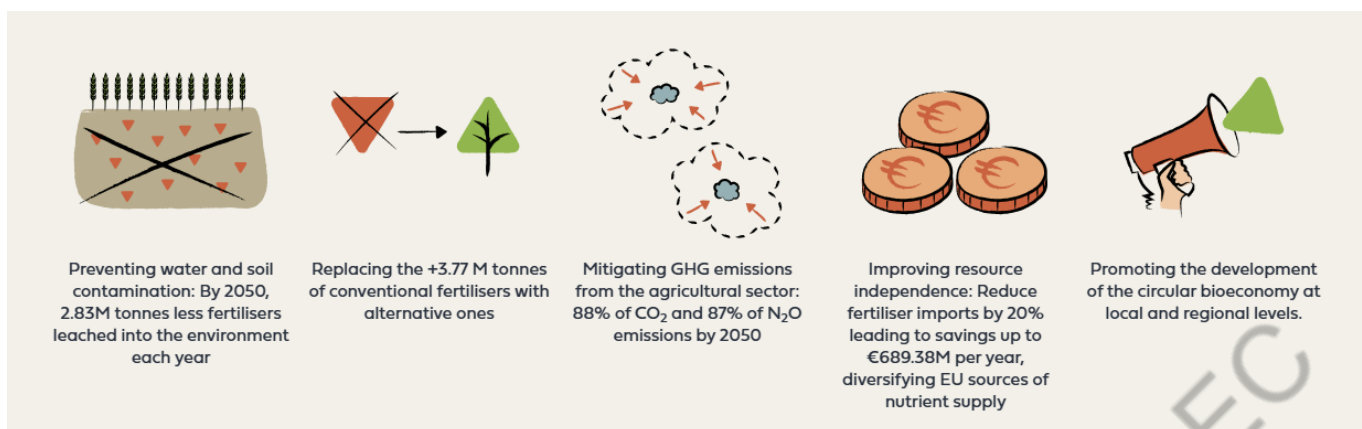 Preventing water and soil
contamination: By 2050,
2.83M tonnes less fertilisers
leached into the environment
each year
Replacing the +3.77 M tonnes
of conventional fertilisers with
alternative ones
Mitigating GHG emissions
from the agricultural sector:
88% of CO₂ and 87% of N₂O
emissions by 2050
Improving resource
independence: Reduce
fertiliser imports by 20%
leading to savings up to
€689.38M per year,
diversifying EU sources of
nutrient supply
Promoting the development
of the circular bioeconomy at
local and regional levels.
EC